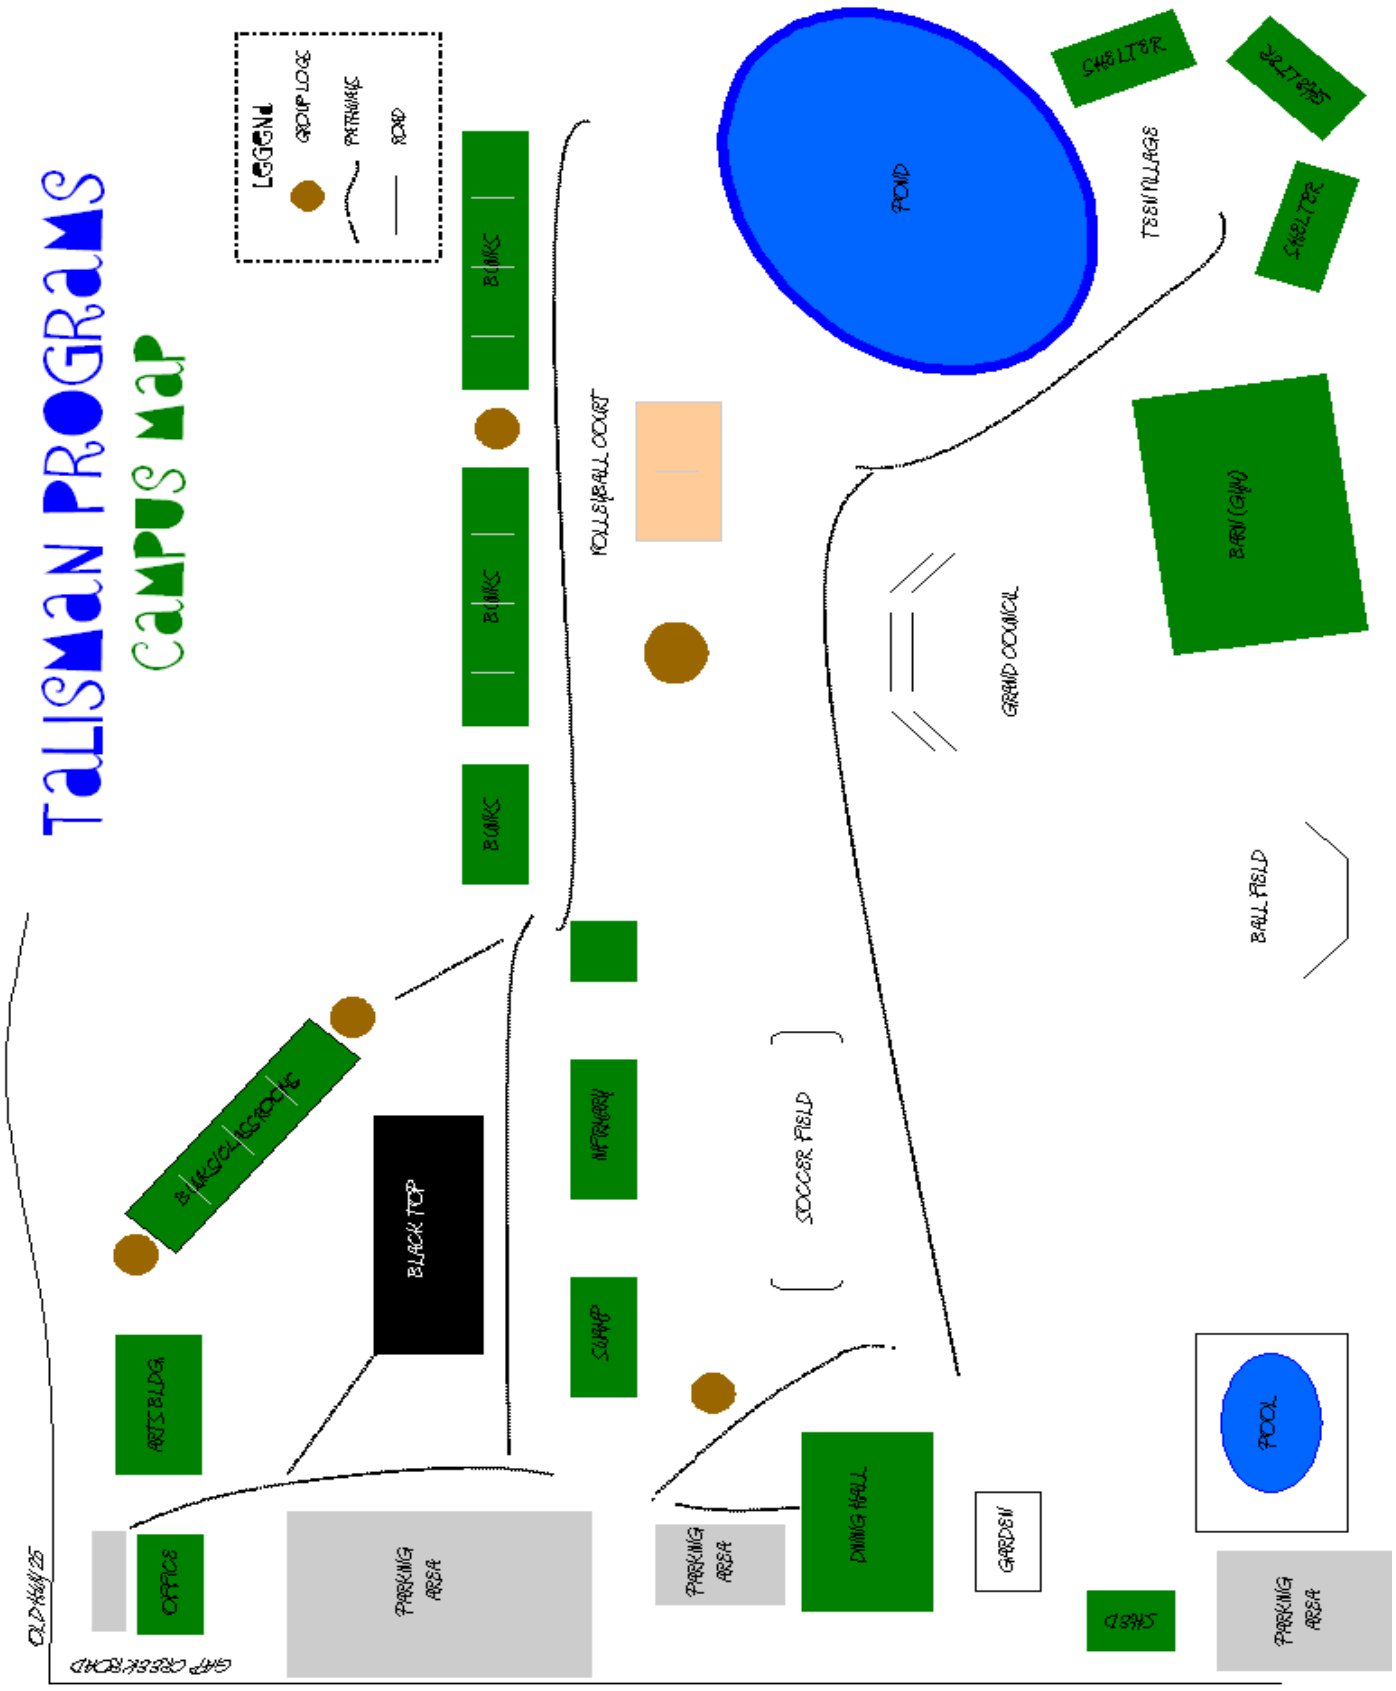 TaLiSMaN PROGRaMS
CaMPUS MaP
LEGEND
GROUP LOGS
PATHWAYS
ROAD
BUNKS
BUNKS
BUNKS
POND
SHELTER
SHELTER
SHELTER
TEEN VILLAGE
VOLLEYBALL COURT
BARN (GYM)
GRAND COUNCIL
BALL FIELD
BUNKS/CLASSROOMS
BLACK TOP
INFIRMARY
SOCCER FIELD
SWAMP
ARTS BLDG.
OFFICE
OLD HWY 25
GAP CREEK ROAD
PARKING
AREA
PARKING
AREA
DINING HALL
GARDEN
POOL
SHED
PARKING
AREA